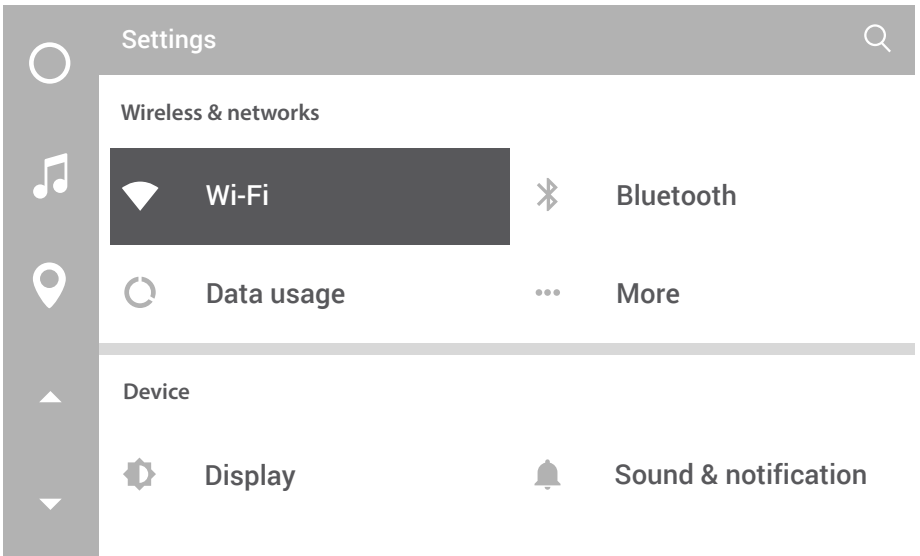 Settings
Wireless & networks
Wi-Fi
Bluetooth
Data usage
More
Device
Display
Sound & notification